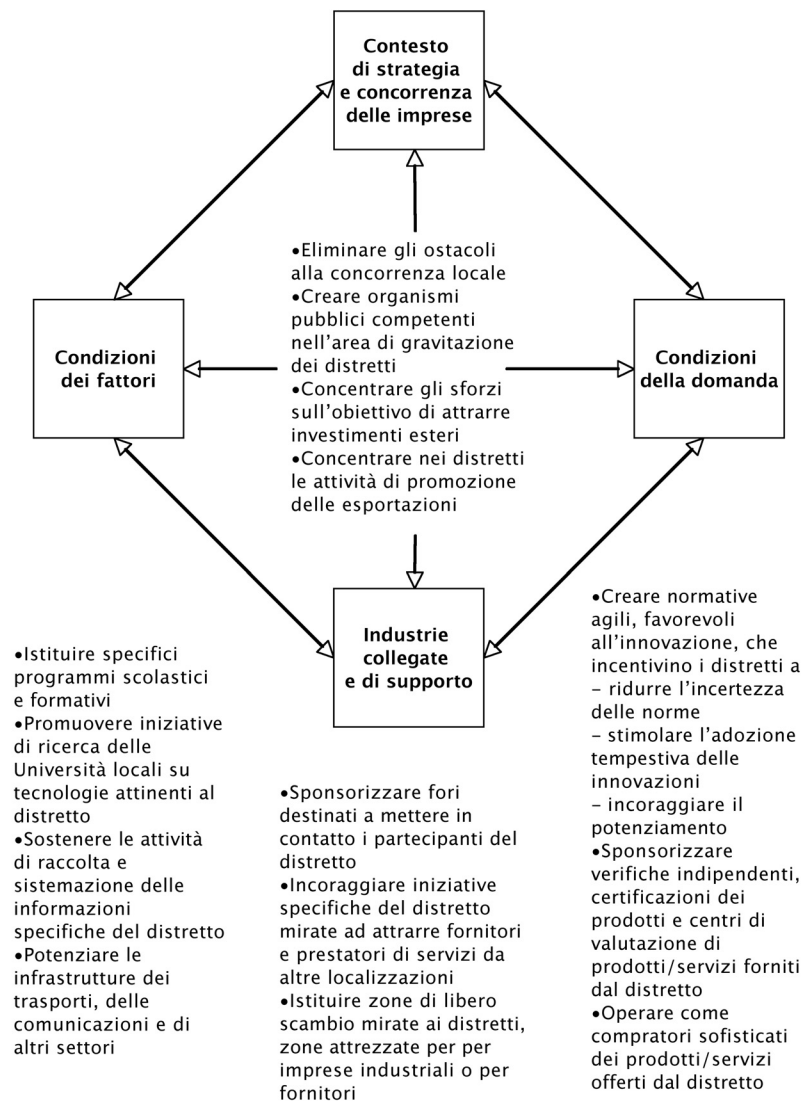 Contesto
di strategia
e concorrenza
delle imprese
•Eliminare gli ostacoli
alla concorrenza locale
•Creare organismi
pubblici competenti
nell'area di gravitazione
dei distretti
•Concentrare gli sforzi
sull'obiettivo di attrarre
investimenti esteri
•Concentrare nei distretti
le attività di promozione
delle esportazioni
Condizioni
dei fattori
Condizioni
della domanda
Industrie
collegate
e di supporto
•Istituire specifici
programmi scolastici
e formativi
•Promuovere iniziative
di ricerca delle
Università locali su
tecnologie attinenti al
distretto
•Sostenere le attività
di raccolta e
sistemazione delle
informazioni
specifiche del distretto
•Potenziare le
infrastrutture dei
trasporti, delle
comunicazioni e di
altri settori
•Sponsorizzare fori
destinati a mettere in
contatto i partecipanti del
distretto
•Incoraggiare iniziative
specifiche del distretto
mirate ad attrarre fornitori
e prestatori di servizi da
altre localizzazioni
•Istituire zone di libero
scambio mirate ai distretti,
zone attrezzate per per
imprese industriali o per
fornitori
•Creare normative
agili, favorevoli
all'innovazione, che
incentivino i distretti a
– ridurre l'incertezza
delle norme
– stimolare l'adozione
tempestiva delle
innovazioni
– incoraggiare il
potenziamento
•Sponsorizzare
verifiche indipendenti,
certificazioni dei
prodotti e centri di
valutazione di
prodotti/servizi forniti
dal distretto
•Operare come
compratori sofisticati
dei prodotti/servizi
offerti dal distretto